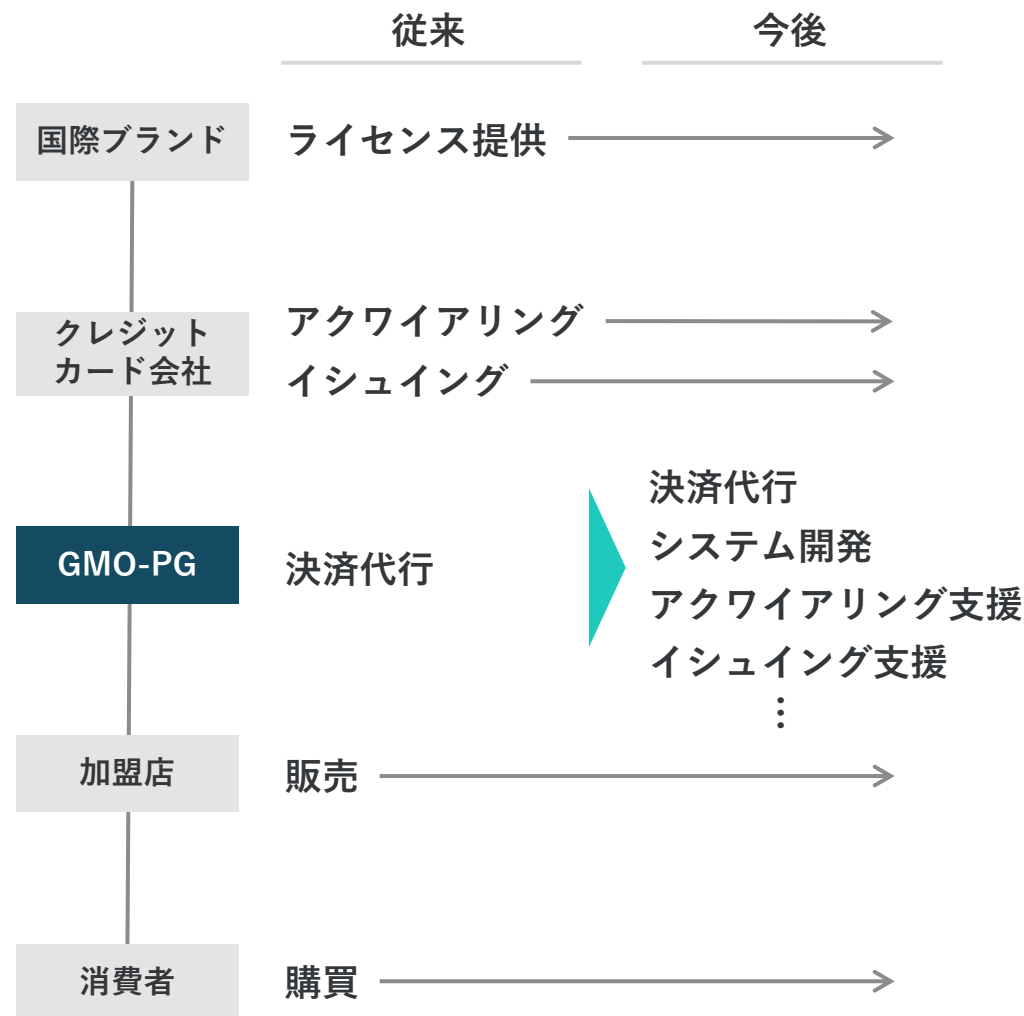 従来
今後
国際ブランド
ライセンス提供
クレジット
カード会社
アクワイアリング
イシュイング
GMO-PG
決済代行
決済代行
システム開発
アクワイアリング支援
イシュイング支援
⋮
加盟店
販売
消費者
購買